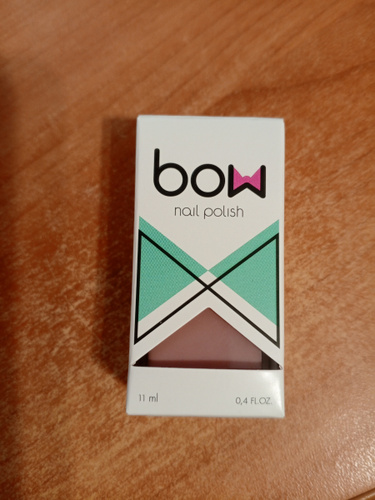 bow
nail polish
11 ml
0,4 FL.OZ.